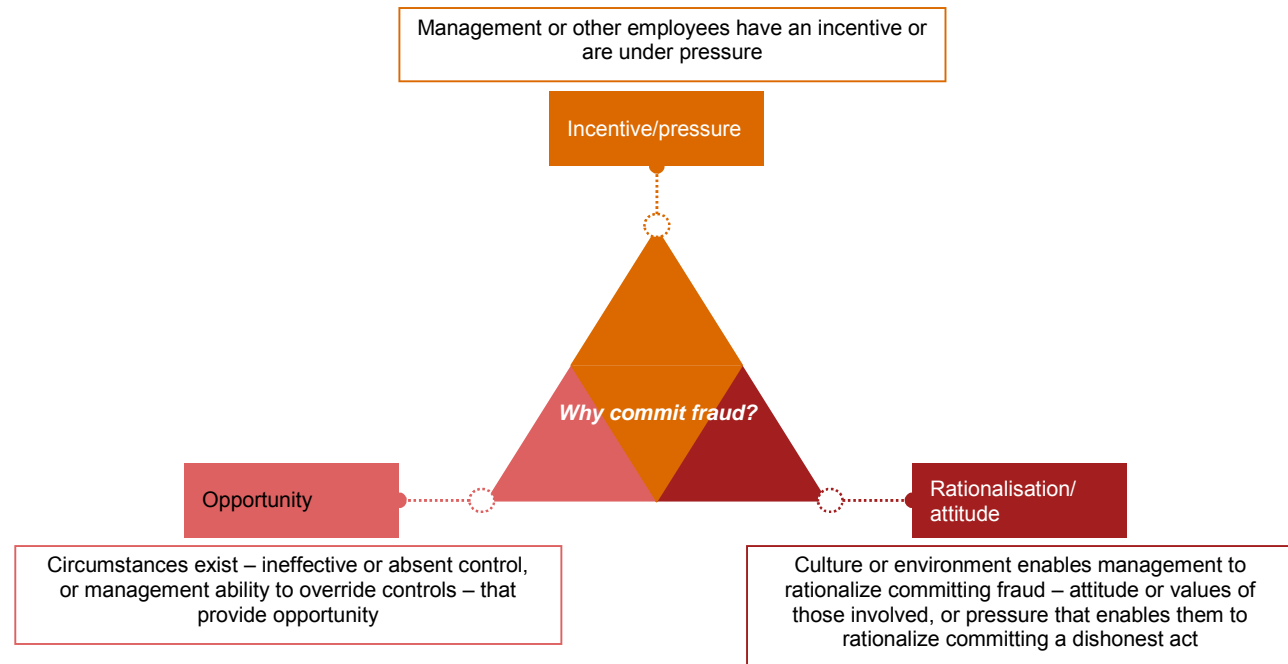 Management or other employees have an incentive or
are under pressure
Incentive/pressure
Why commit fraud?
Opportunity
Circumstances exist – ineffective or absent control,
or management ability to override controls – that
provide opportunity
Rationalisation/
attitude
Culture or environment enables management to
rationalize committing fraud – attitude or values of
those involved, or pressure that enables them to
rationalize committing a dishonest act